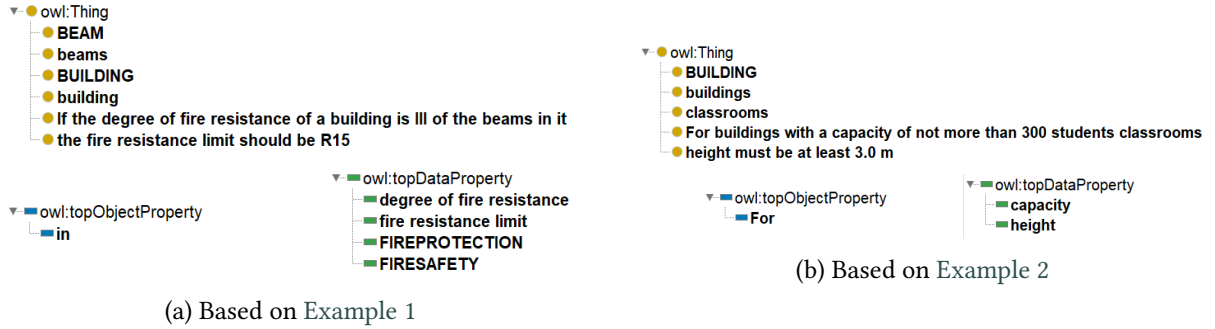 owl:Thing
BEAM
beams
BUILDING
building
If the degree of fire resistance of a building is III of the beams in it
the fire resistance limit should be R15
owl:topObjectProperty
in
owl:topDataProperty
degree of fire resistance
fire resistance limit
FIREPROTECTION
FIRESAFETY
(a) Based on Example 1
owl:Thing
BUILDING
buildings
classrooms
For buildings with a capacity of not more than 300 students classrooms
height must be at least 3.0 m
owl:topObjectProperty
For
owl:topDataProperty
capacity
height
(b) Based on Example 2